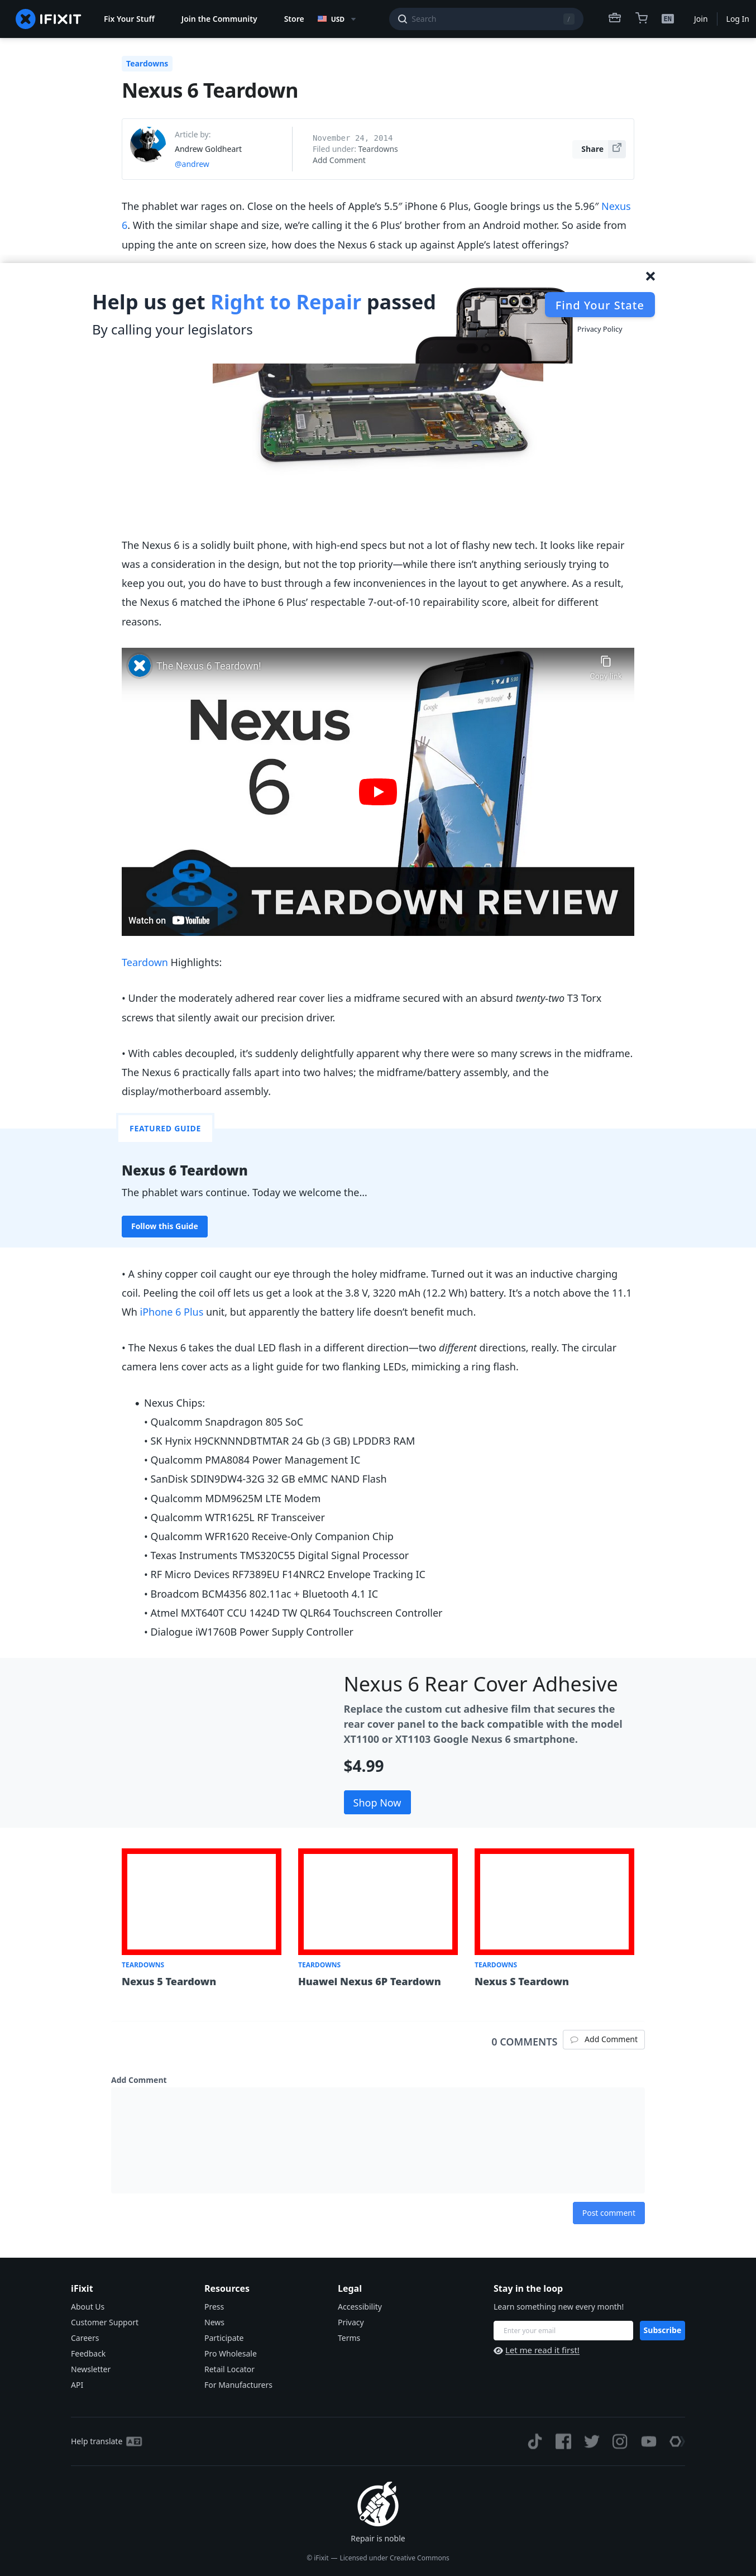 IFIXIT Fix Your Stuff Join the Community Store USD Search / EN Join Log In
Teardowns
Nexus 6 Teardown
Article by:
Andrew Goldheart
@andrew
November 24, 2014
Filed under: Teardowns
Add Comment
Share
The phablet war rages on. Close on the heels of Apple’s 5.5″ iPhone 6 Plus, Google brings us the 5.96″ Nexus
6. With the similar shape and size, we’re calling it the 6 Plus’ brother from an Android mother. So aside from
upping the ante on screen size, how does the Nexus 6 stack up against Apple’s latest offerings?
Help us get Right to Repair passed
By calling your legislators
Find Your State
Privacy Policy
The Nexus 6 is a solidly built phone, with high-end specs but not a lot of flashy new tech. It looks like repair
was a consideration in the design, but not the top priority—while there isn’t anything seriously trying to
keep you out, you do have to bust through a few inconveniences in the layout to get anywhere. As a result,
the Nexus 6 matched the iPhone 6 Plus’ respectable 7-out-of-10 repairability score, albeit for different
reasons.
The Nexus 6 Teardown!
Copy link
Google Search
Nexus
6
TEARDOWN REVIEW
Watch on YouTube
Teardown Highlights:
• Under the moderately adhered rear cover lies a midframe secured with an absurd twenty-two T3 Torx
screws that silently await our precision driver.
• With cables decoupled, it’s suddenly delightfully apparent why there were so many screws in the midframe.
The Nexus 6 practically falls apart into two halves; the midframe/battery assembly, and the
display/motherboard assembly.
FEATURED GUIDE
Nexus 6 Teardown
The phablet wars continue. Today we welcome the...
Follow this Guide
• A shiny copper coil caught our eye through the holey midframe. Turned out it was an inductive charging
coil. Peeling the coil off lets us get a look at the 3.8 V, 3220 mAh (12.2 Wh) battery. It’s a notch above the 11.1
Wh iPhone 6 Plus unit, but apparently the battery life doesn’t benefit much.
• The Nexus 6 takes the dual LED flash in a different direction—two different directions, really. The circular
camera lens cover acts as a light guide for two flanking LEDs, mimicking a ring flash.
• Nexus Chips:
• Qualcomm Snapdragon 805 SoC
• SK Hynix H9CKNNNDBTMTAR 24 Gb (3 GB) LPDDR3 RAM
• Qualcomm PMA8084 Power Management IC
• SanDisk SDIN9DW4-32G 32 GB eMMC NAND Flash
• Qualcomm MDM9625M LTE Modem
• Qualcomm WTR1625L RF Transceiver
• Qualcomm WFR1620 Receive-Only Companion Chip
• Texas Instruments TMS320C55 Digital Signal Processor
• RF Micro Devices RF7389EU F14NRC2 Envelope Tracking IC
• Broadcom BCM4356 802.11ac + Bluetooth 4.1 IC
• Atmel MXT640T CCU 1424D TW QLR64 Touchscreen Controller
• Dialogue iW1760B Power Supply Controller
Nexus 6 Rear Cover Adhesive
Replace the custom cut adhesive film that secures the
rear cover panel to the back compatible with the model
XT1100 or XT1103 Google Nexus 6 smartphone.
$4.99
Shop Now
TEARDOWNS
Nexus 5 Teardown
TEARDOWNS
Huawei Nexus 6P Teardown
TEARDOWNS
Nexus S Teardown
0 COMMENTS
Add Comment
Add Comment
Post comment
iFixit
About Us
Customer Support
Careers
Feedback
Newsletter
API
Resources
Press
News
Participate
Pro Wholesale
Retail Locator
For Manufacturers
Legal
Accessibility
Privacy
Terms
Stay in the loop
Learn something new every month!
Enter your email
Subscribe
Let me read it first!
Help translate
Repair is noble
© iFixit — Licensed under Creative Commons